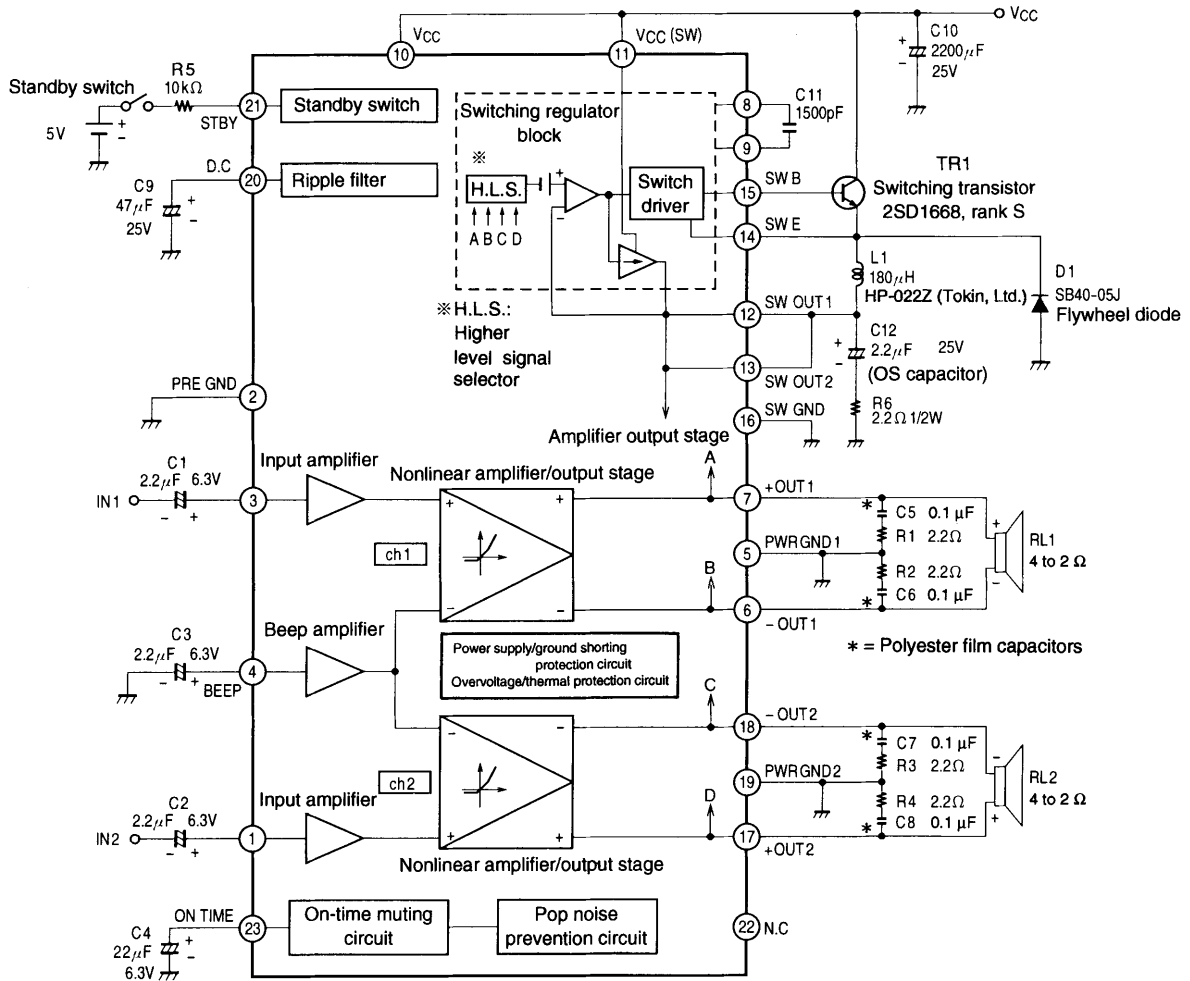 VCC
VCC
10
VCC (SW)
11
C10
+
2200μF
−
25V
Standby switch
R5
10kΩ
5V
+
−
21
STBY
Standby switch
D.C
20
Ripple filter
C9
47μF
25V
+
−
Switching regulator
block
※
H.L.S.
A B C D
+
−
Switch
driver
8
9
C11
1500pF
15
SW B
14
SW E
TR1
Switching transistor
2SD1668, rank S
L1
180μH
HP-022Z (Tokin, Ltd.)
D1
SB40-05J
Flywheel diode
※ H.L.S.:
Higher
level signal
selector
12
SW OUT1
13
SW OUT2
16
SW GND
+
−
C12
2.2μF 25V
(OS capacitor)
R6
2.2Ω 1/2W
Amplifier output stage
PRE GND
2
C1
2.2μF 6.3V
IN1
− +
3
Input amplifier
Nonlinear amplifier/output stage
+ +
− −
ch1
A
7
+OUT1
5
PWR GND1
B
6
−OUT1
* C5 0.1 μF
R1 2.2Ω
R2 2.2Ω
* C6 0.1 μF
+
−
RL1
4 to 2 Ω
* = Polyester film capacitors
C3
2.2μF 6.3V
− +
4
BEEP
Beep amplifier
Power supply/ground shorting
protection circuit
Overvoltage/thermal protection circuit
C2
2.2μF 6.3V
IN2
− +
1
Input amplifier
− −
+ +
ch2
Nonlinear amplifier/output stage
C
18
−OUT2
19
PWR GND2
D
17
+OUT2
* C7 0.1 μF
R3 2.2Ω
R4 2.2Ω
* C8 0.1 μF
−
+
RL2
4 to 2 Ω
C4
22μF
6.3V
+
−
ON TIME
23
On-time muting
circuit
Pop noise
prevention circuit
22
N.C